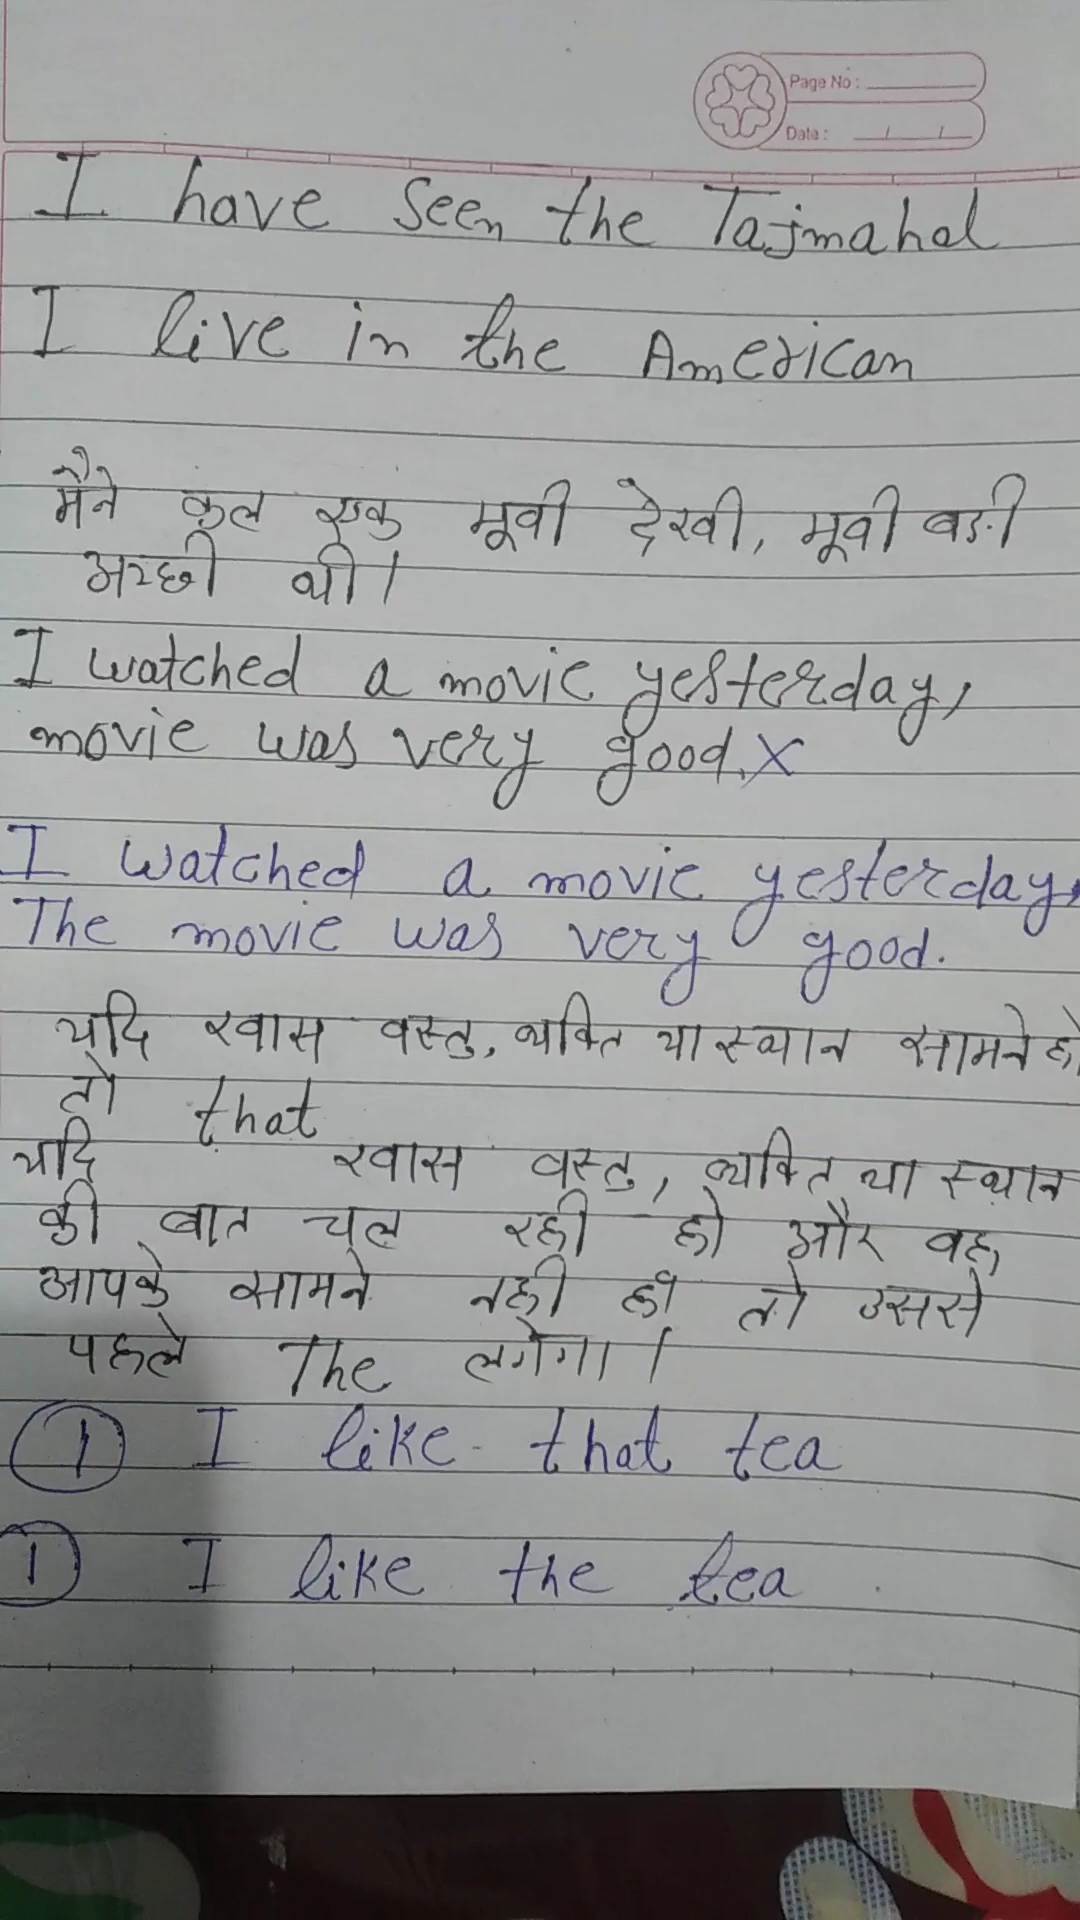 Page No :
Date : / /
I have seen the Tajmahal
I live in the American
मैने कल एक मूवी देखी, मूवी बड़ी
अच्छी थी।
I watched a movie yesterday,
movie was very good. X
I watched a movie yesterday,
The movie was very good.
यदि खास वस्तु, व्यक्ति या स्थान सामने हो
तो that
यदि खास वस्तु, व्यक्ति या स्थान
की बात चल रही हो और वह
आपके सामने नही हो तो उससे
पहले The लगेगा।
1 I like that tea
1 I like the tea